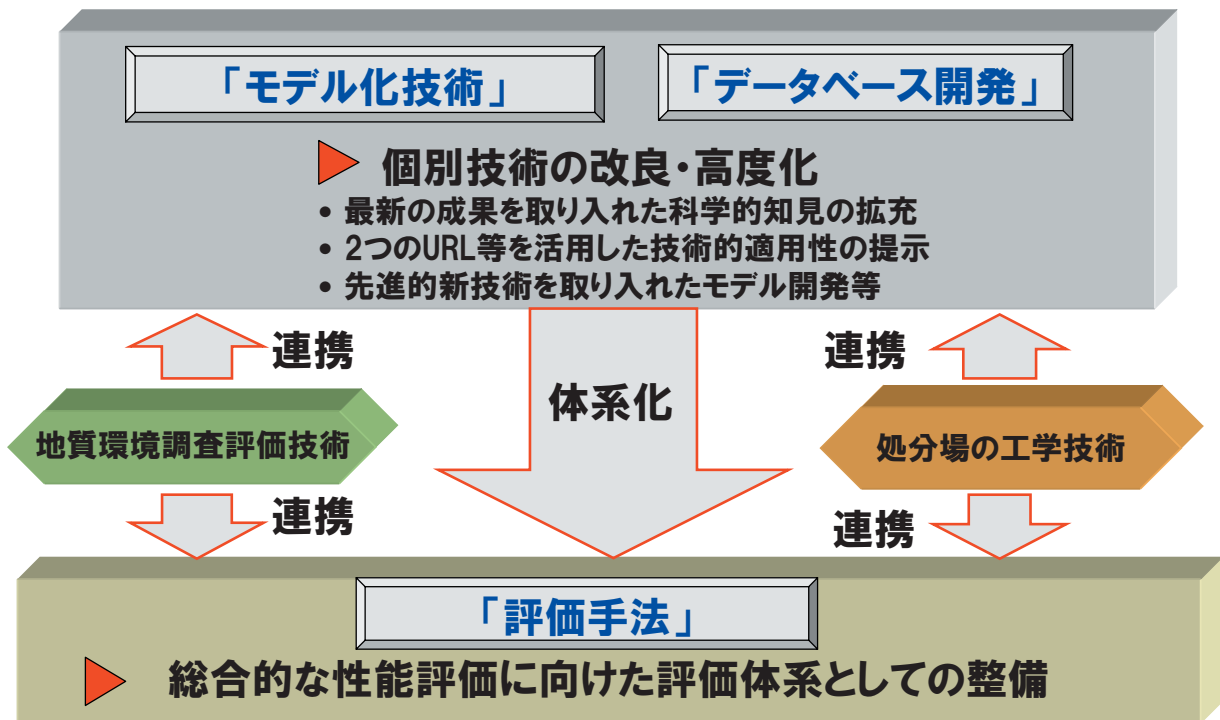 「モデル化技術」
「データベース開発」
個別技術の改良・高度化
• 最新の成果を取り入れた科学的知見の拡充
• 2つのURL等を活用した技術的適用性の提示
• 先進的新技術を取り入れたモデル開発等
連携
連携
体系化
地質環境調査評価技術
処分場の工学技術
連携
連携
「評価手法」
総合的な性能評価に向けた評価体系としての整備